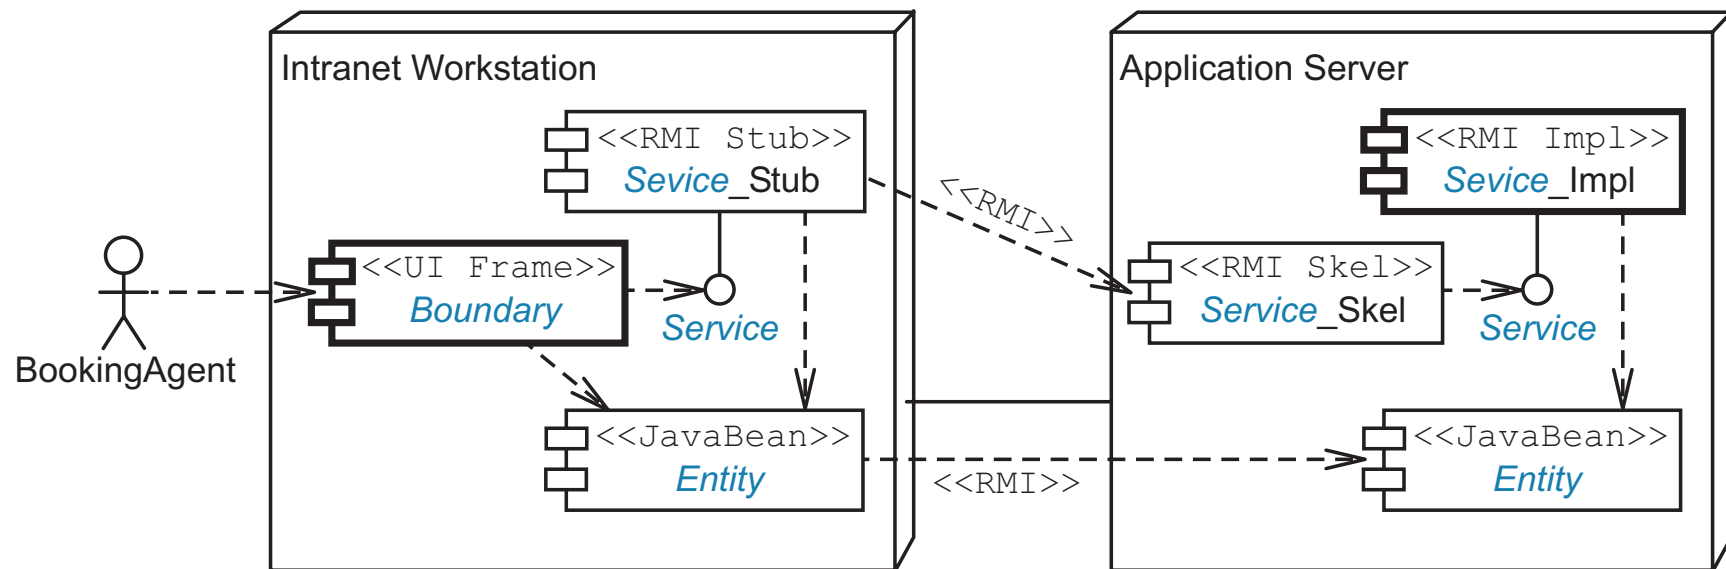 Intranet Workstation
<<RMI Stub>>
Sevice_Stub
<<UI Frame>>
Boundary
Service
BookingAgent
<<JavaBean>>
Entity
<<RMI>>
<<RMI>>
Application Server
<<RMI Impl>>
Sevice_Impl
<<RMI Skel>>
Service_Skel
Service
<<JavaBean>>
Entity